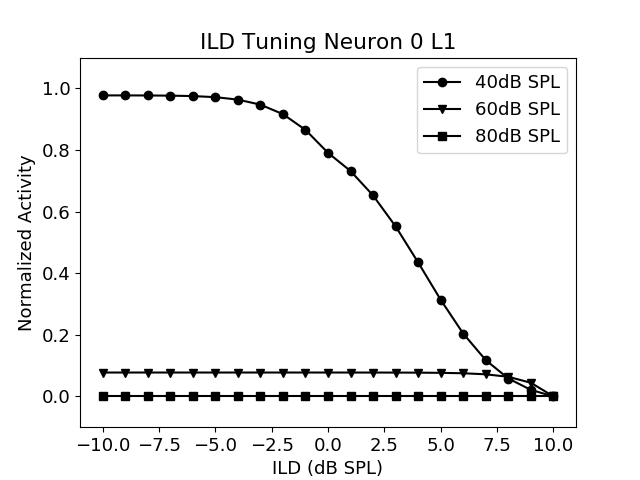 ILD Tuning Neuron 0 L1
40dB SPL
60dB SPL
80dB SPL
Normalized Activity
1.0
0.8
0.6
0.4
0.2
0.0
−10.0 −7.5 −5.0 −2.5 0.0 2.5 5.0 7.5 10.0
ILD (dB SPL)